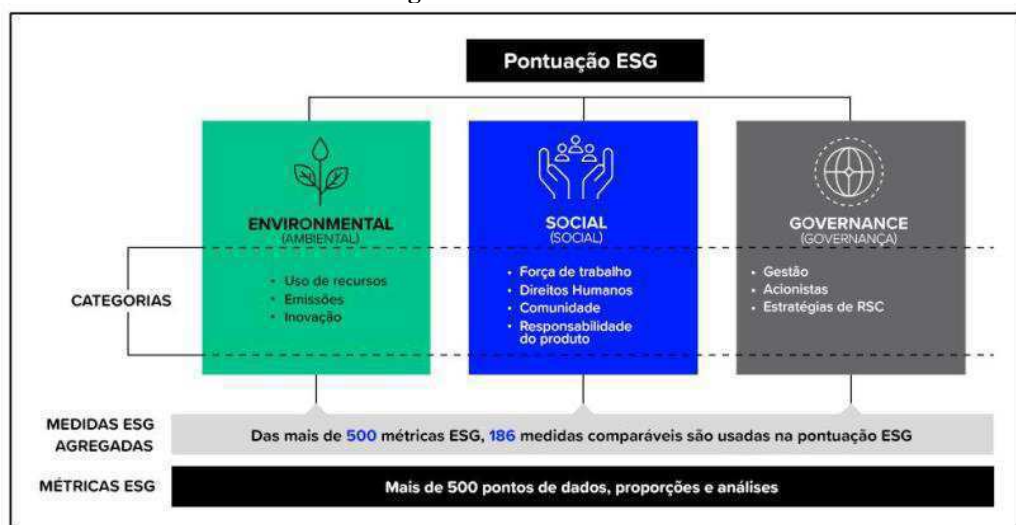 Pontuação ESG
ENVIRONMENTAL
(AMBIENTAL)
SOCIAL
(SOCIAL)
GOVERNANCE
(GOVERNANÇA)
CATEGORIAS
• Uso de recursos
• Emissões
• Inovação
• Força de trabalho
• Direitos Humanos
• Comunidade
• Responsabilidade
do produto
• Gestão
• Acionistas
• Estratégias de RSC
MEDIDAS ESG
AGREGADAS
Das mais de 500 métricas ESG, 186 medidas comparáveis são usadas na pontuação ESG
MÉTRICAS ESG
Mais de 500 pontos de dados, proporções e análises